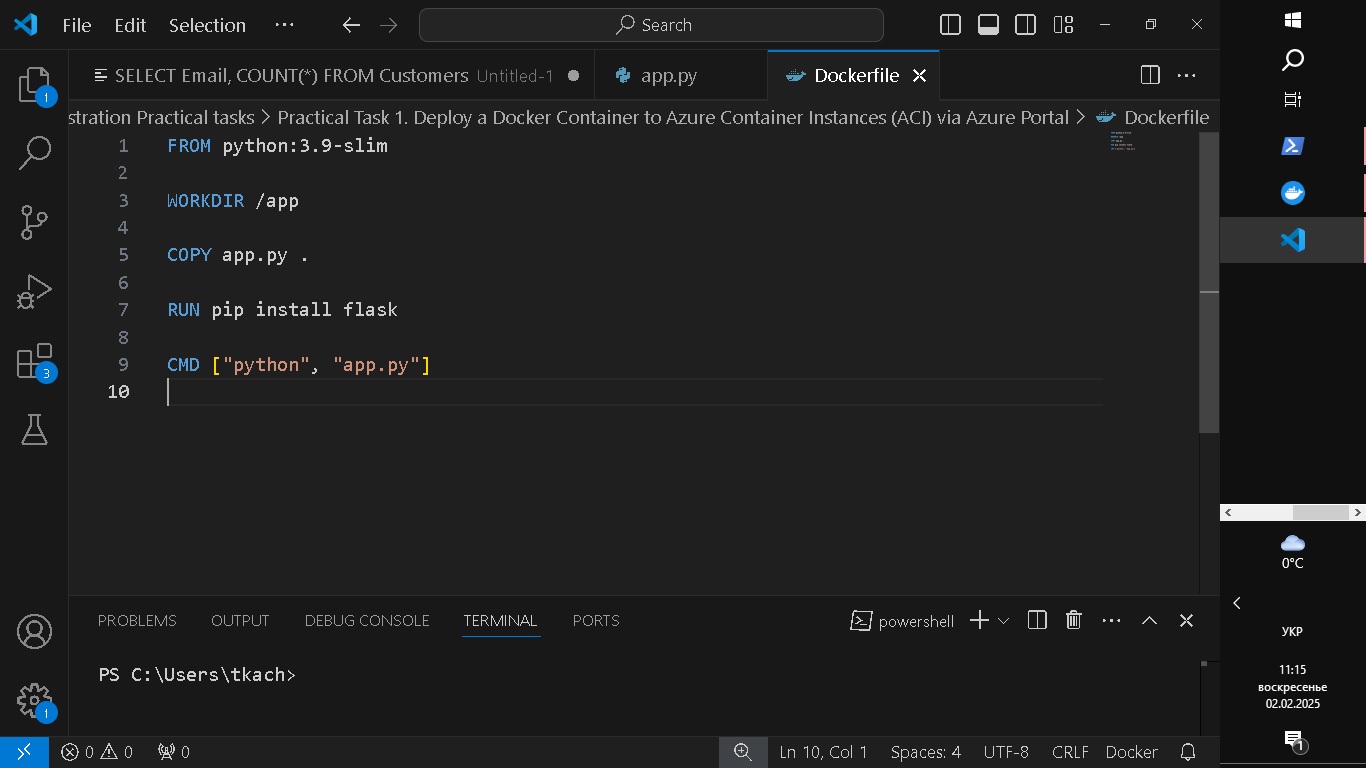 File Edit Selection ··· Search
SELECT Email, COUNT(*) FROM Customers Untitled-1 app.py Dockerfile
stration Practical tasks > Practical Task 1. Deploy a Docker Container to Azure Container Instances (ACI) via Azure Portal > Dockerfile
1 FROM python:3.9-slim
2
3 WORKDIR /app
4
5 COPY app.py .
6
7 RUN pip install flask
8
9 CMD ["python", "app.py"]
10
1
3
1
PROBLEMS OUTPUT DEBUG CONSOLE TERMINAL PORTS powershell
PS C:\Users\tkach>
0 0 0 Ln 10, Col 1 Spaces: 4 UTF-8 CRLF Docker
0°C
УКР
11:15
воскресенье
02.02.2025
1